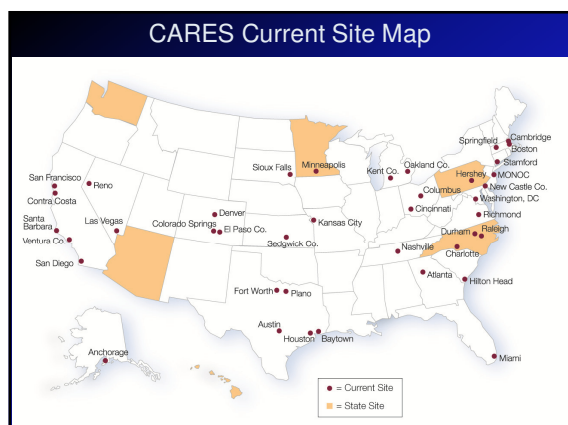 CARES Current Site Map
Cambridge
Springfield
Boston
Stamford
Minneapolis
Oakland Co.
Sioux Falls
Kent Co.
Hershey
MONOC
San Francisco
Reno
New Castle Co.
Columbus
Washington, DC
Contra Costa
Denver
Cincinnati
Richmond
Santa
Barbara
Las Vegas
Colorado Springs
El Paso Co.
Kansas City
Durham
Raleigh
Ventura Co.
Sedgwick Co.
Nashville
Charlotte
San Diego
Atlanta
Hilton Head
Fort Worth
Plano
Austin
Houston
Baytown
Anchorage
Miami
= Current Site
= State Site